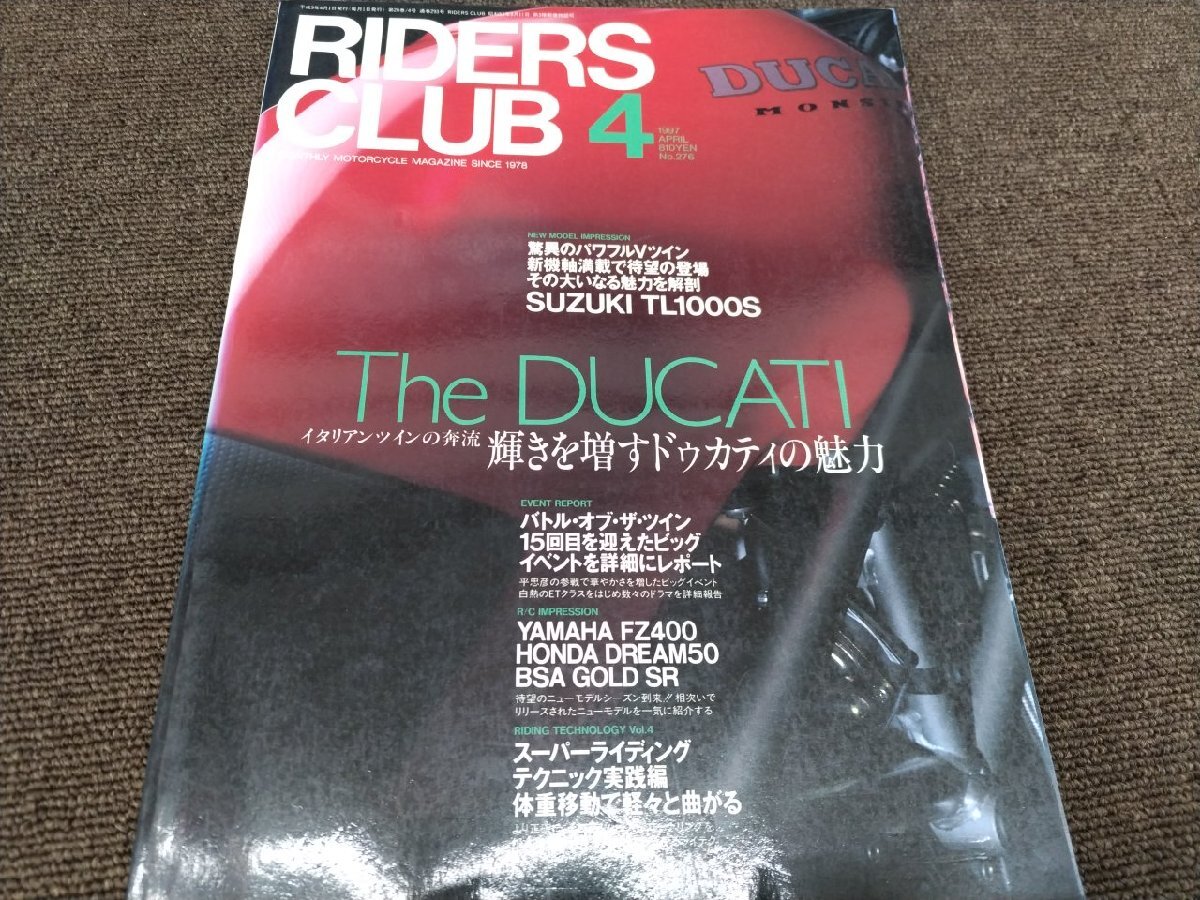 RIDERS
CLUB 4
1997
APRIL
810YEN
No.276
MOTORCYCLE MAGAZINE SINCE 1978
DUCA
MONS
NEW MODEL IMPRESSION
驚異のパワフルVツイン
新機軸満載で待望の登場
その大いなる魅力を解剖
SUZUKI TL1000S
The DUCATI
イタリアンツインの奔流 輝きを増すドゥカティの魅力
EVENT REPORT
バトル・オブ・ザ・ツイン
15回目を迎えたビッグ
イベントを詳細にレポート
平忠彦の参戦で華やかさを増したビッグイベント
白熱のETクラスをはじめ数々のドラマを詳細報告
R/C IMPRESSION
YAMAHA FZ400
HONDA DREAM50
BSA GOLD SR
待望のニューモデルシーズン到来!! 相次いで
リリースされたニューモデルを一気に紹介する
RIDING TECHNOLOGY Vol.4
スーパーライディング
テクニック実践編
体重移動で軽々と曲がる